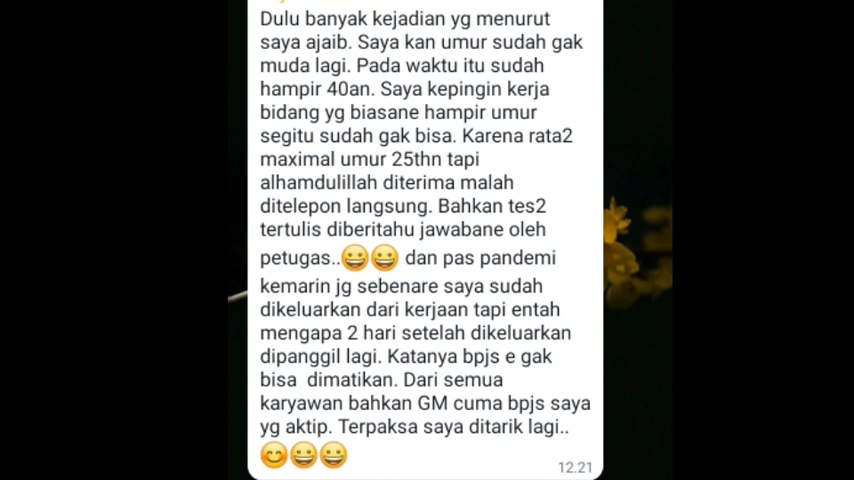 Dulu banyak kejadian yg menurut
saya ajaib. Saya kan umur sudah gak
muda lagi. Pada waktu itu sudah
hampir 40an. Saya kepingin kerja
bidang yg biasane hampir umur
segitu sudah gak bisa. Karena rata2
maximal umur 25thn tapi
alhamdulillah diterima malah
ditelepon langsung. Bahkan tes2
tertulis diberitahu jawabane oleh
petugas..😀😀 dan pas pandemi
kemarin jg sebenare saya sudah
dikeluarkan dari kerjaan tapi entah
mengapa 2 hari setelah dikeluarkan
dipanggil lagi. Katanya bpjs e gak
bisa dimatikan. Dari semua
karyawan bahkan GM cuma bpjs saya
yg aktip. Terpaksa saya ditarik lagi..
😊😀😀
12.21